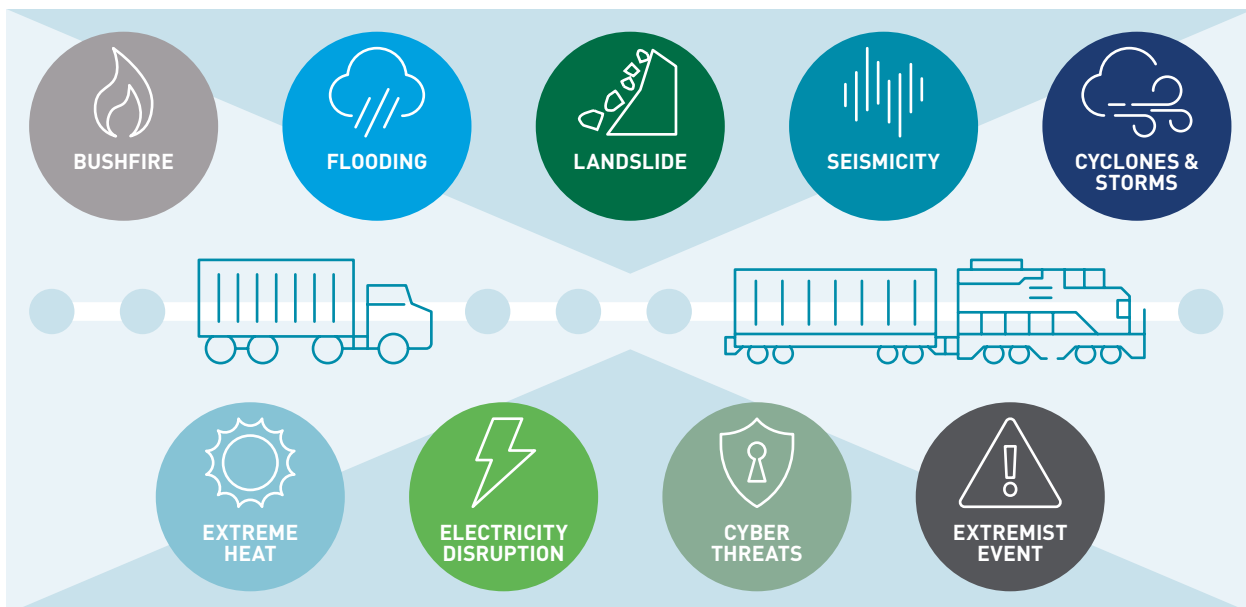 BUSHFIRE
FLOODING
LANDSLIDE
SEISMICITY
CYCLONES &
STORMS
EXTREME
HEAT
ELECTRICITY
DISRUPTION
CYBER
THREATS
EXTREMIST
EVENT